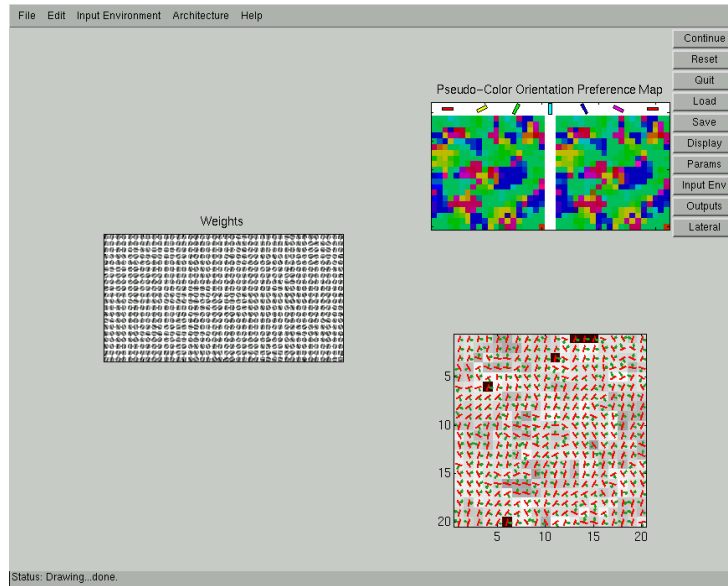 File Edit Input Environment Architecture Help
Continue
Reset
Quit
Load
Save
Display
Params
Input Env
Outputs
Lateral
Pseudo-Color Orientation Preference Map
Weights
5
10
15
20
5 10 15 20
Status: Drawing...done.